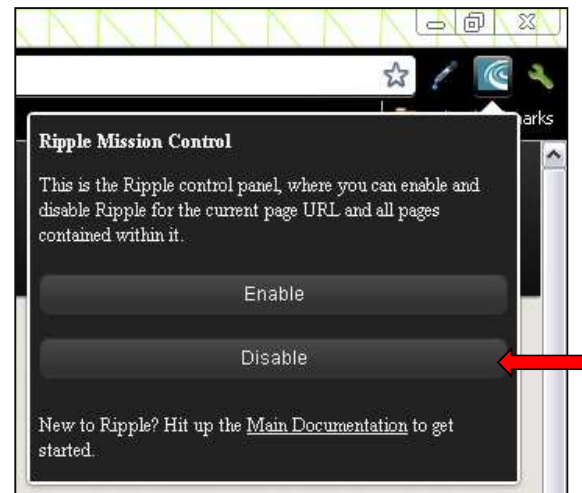 arks
Ripple Mission Control
This is the Ripple control panel, where you can enable and
disable Ripple for the current page URL and all pages
contained within it.
Enable
Disable
New to Ripple? Hit up the Main Documentation to get
started.